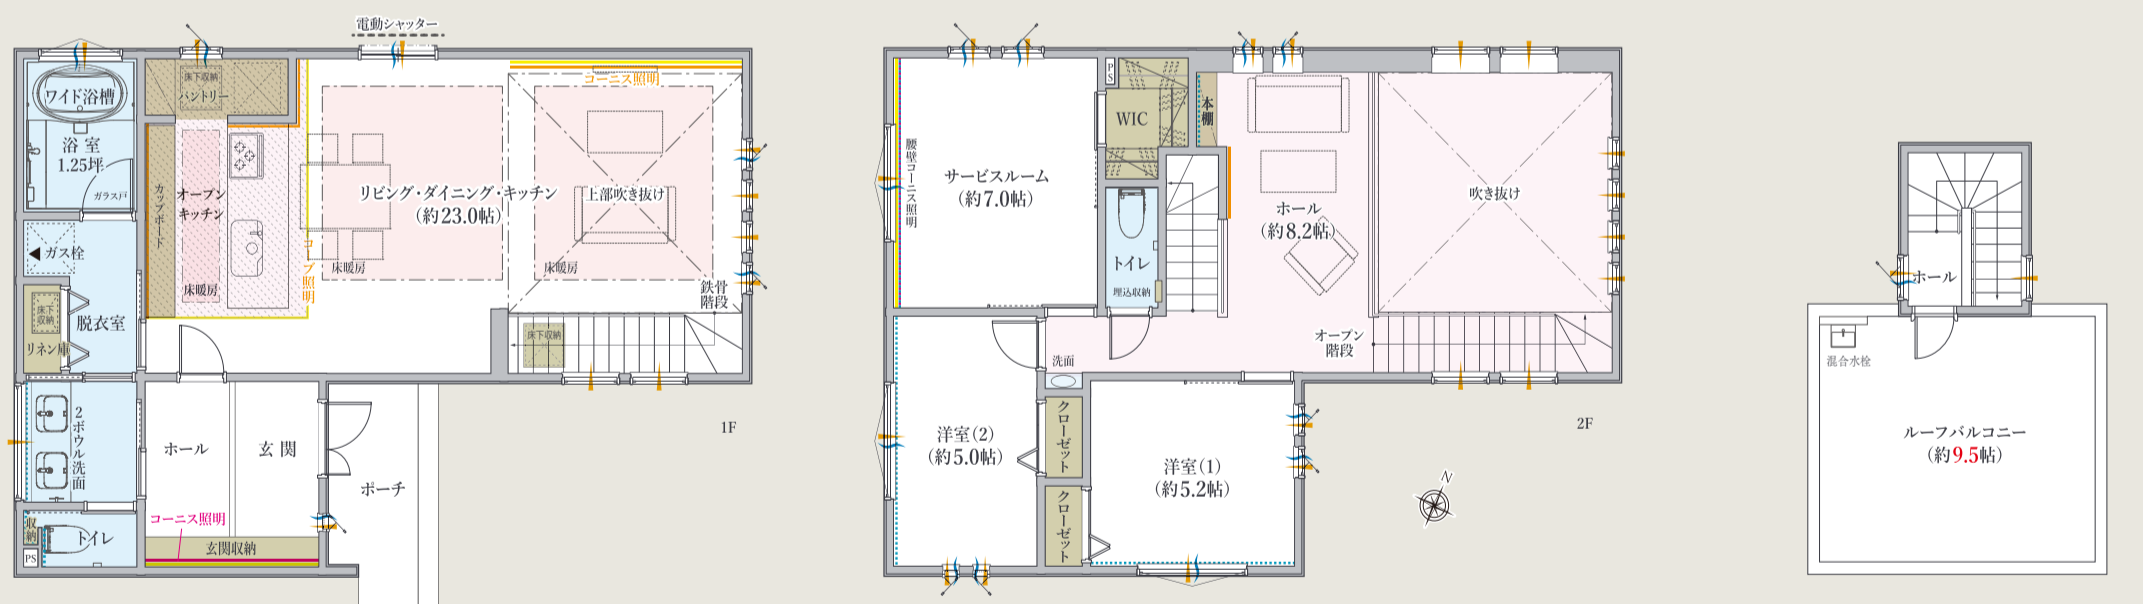 電動シャッター
床下収納
パントリー
コーニス照明
ワイド浴槽
浴室
1.25坪
ガラス戸
カップボード
オープン
キッチン
リビング・ダイニング・キッチン
(約23.0帖)
上部吹き抜け
ガス栓
床暖房
コーブ照明
床暖房
床暖房
鉄骨
階段
床下
収納
脱衣室
リネン庫
床下収納
2ボウル洗面
ホール
玄関
ポーチ
コーニス照明
玄関収納
収納
トイレ
PS
1F
PS
WIC
本棚
腰壁コーニス照明
サービスルーム
(約7.0帖)
ホール
(約8.2帖)
吹き抜け
トイレ
埋込収納
オープン
階段
洗面
クローゼット
洋室(2)
(約5.0帖)
洋室(1)
(約5.2帖)
クローゼット
2F
N
ホール
混合水栓
ルーフバルコニー
(約9.5帖)